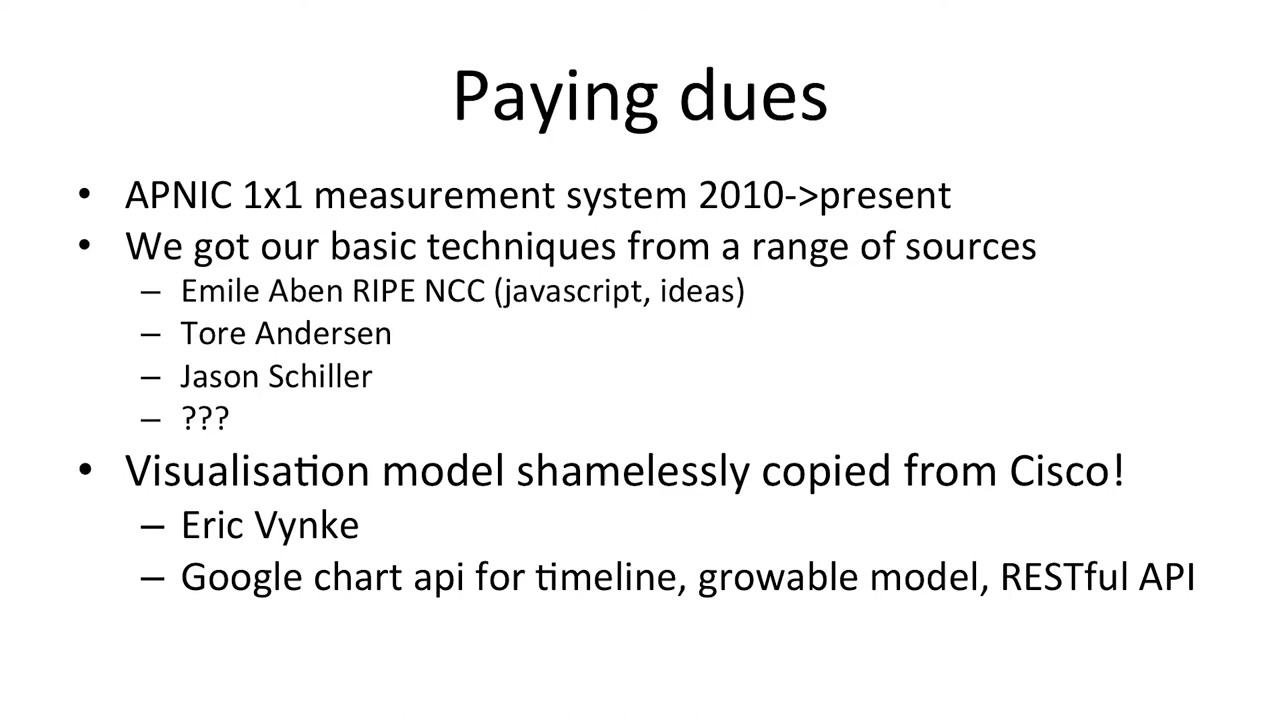 Paying dues
• APNIC 1x1 measurement system 2010->present
• We got our basic techniques from a range of sources
– Emile Aben RIPE NCC (javascript, ideas)
– Tore Andersen
– Jason Schiller
– ???
• Visualisation model shamelessly copied from Cisco!
– Eric Vynke
– Google chart api for timeline, growable model, RESTful API